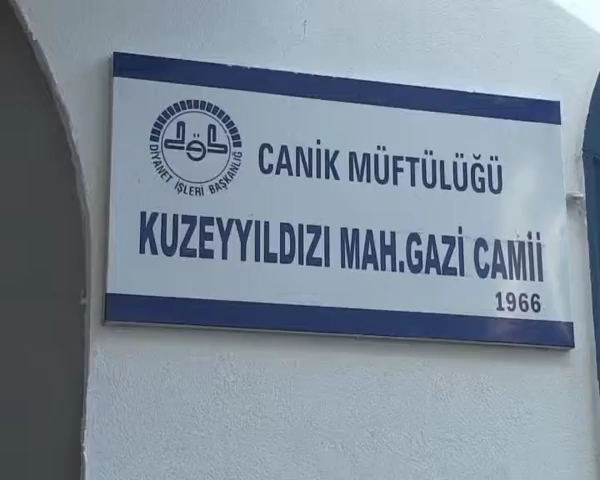 DİYANET İŞLERİ BAŞKANLIĞI
CANİK MÜFTÜLÜĞÜ
KUZEYYILDIZI MAH.GAZİ CAMİİ
1966